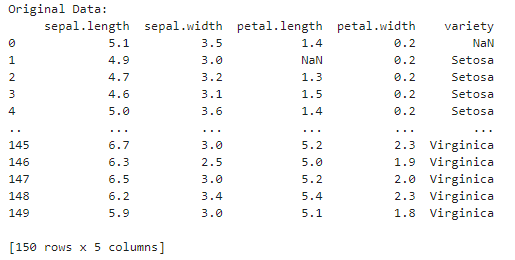 Original Data:
sepal.length sepal.width petal.length petal.width variety
0 5.1 3.5 1.4 0.2 NaN
1 4.9 3.0 NaN 0.2 Setosa
2 4.7 3.2 1.3 0.2 Setosa
3 4.6 3.1 1.5 0.2 Setosa
4 5.0 3.6 1.4 0.2 Setosa
.. ... ... ... ... ...
145 6.7 3.0 5.2 2.3 Virginica
146 6.3 2.5 5.0 1.9 Virginica
147 6.5 3.0 5.2 2.0 Virginica
148 6.2 3.4 5.4 2.3 Virginica
149 5.9 3.0 5.1 1.8 Virginica
[150 rows x 5 columns]